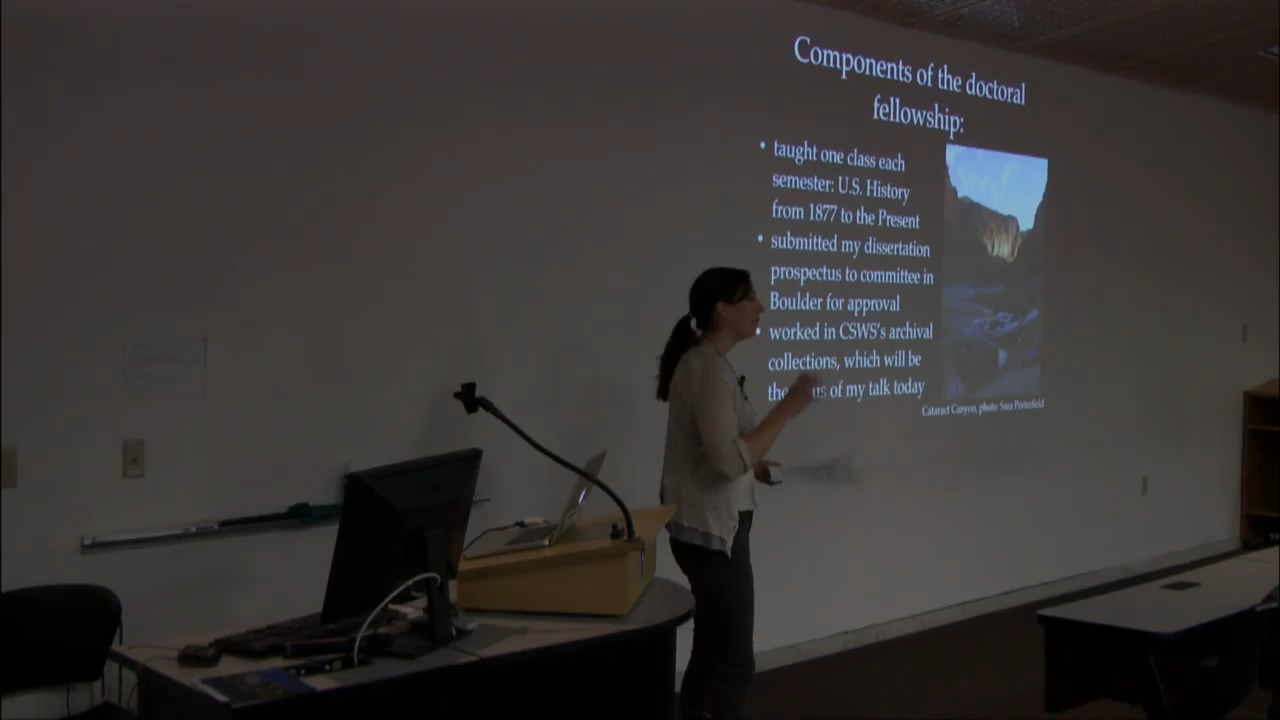 Components of the doctoral
fellowship:
• taught one class each
semester: U.S. History
from 1877 to the Present
• submitted my dissertation
prospectus to committee in
Boulder for approval
• worked in CSWS's archival
collections, which will be
of my talk today
Cataract Canyon, photo: Sara Porterfield